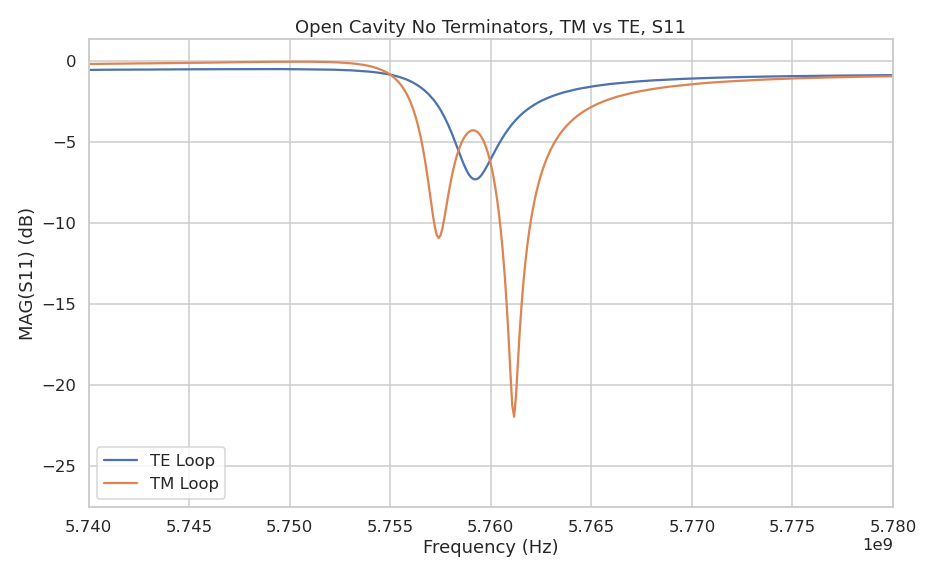 Open Cavity No Terminators, TM vs TE, S11
MAG(S11) (dB)
0
−5
−10
−15
−20
−25
TE Loop
TM Loop
5.740 5.745 5.750 5.755 5.760 5.765 5.770 5.775 5.780
1e9
Frequency (Hz)